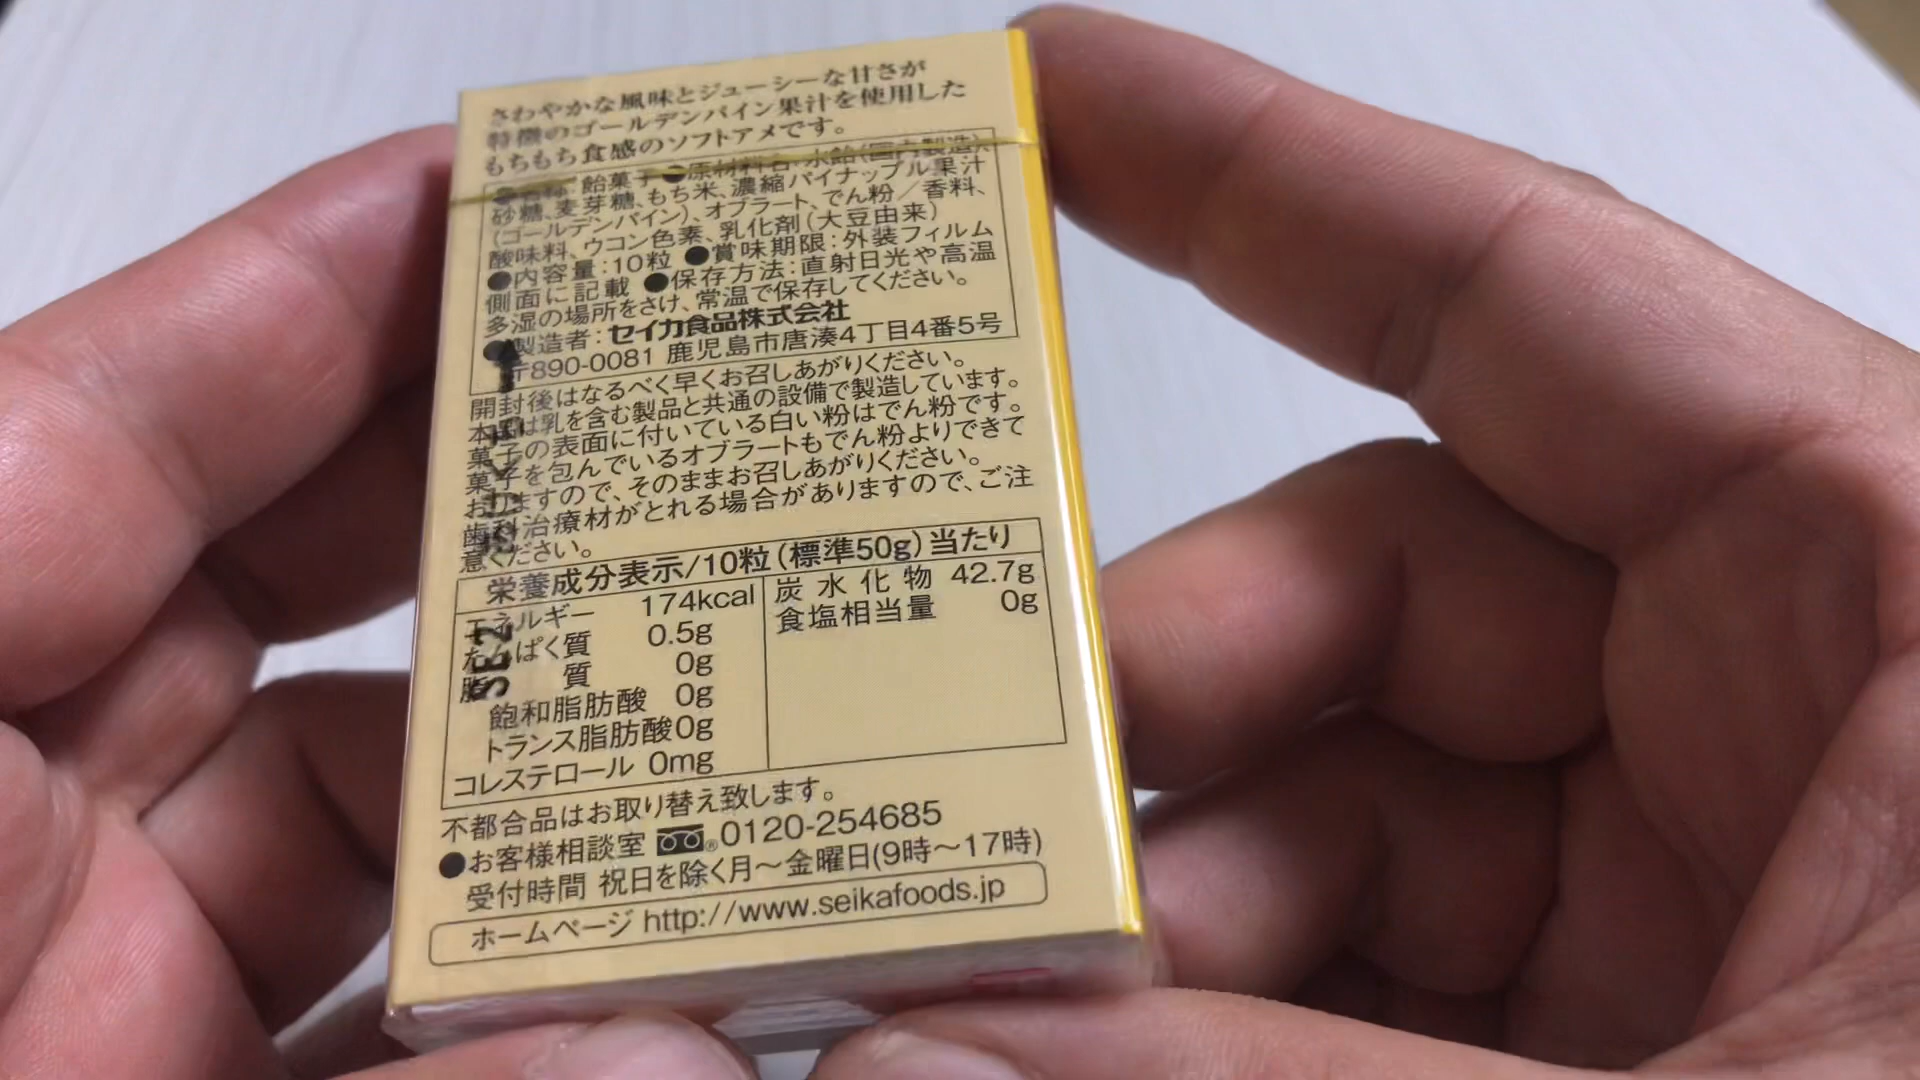 さわやかな風味とジューシーな甘さが
特徴のゴールデンパイン果汁を使用した
もちもち食感のソフトアメです。
●名称:飴菓子 ●原材料名:水飴(国内製造)、
砂糖、麦芽糖、もち米、濃縮パイナップル果汁
(ゴールデンパイン)、オブラート、でん粉／香料、
酸味料、ウコン色素、乳化剤(大豆由来)
●内容量:10粒 ●賞味期限:外装フィルム
側面に記載 ●保存方法:直射日光や高温
多湿の場所をさけ、常温で保存してください。
●製造者:セイカ食品株式会社
〒890-0081 鹿児島市唐湊4丁目4番5号
開封後はなるべく早くお召しあがりください。
本品は乳を含む製品と共通の設備で製造しています。
菓子の表面に付いている白い粉はでん粉です。
菓子を包んでいるオブラートもでん粉よりできて
おりますので、そのままお召しあがりください。
歯科治療材がとれる場合がありますので、ご注
意ください。
栄養成分表示/10粒(標準50g)当たり
エネルギー 174kcal
たんぱく質 0.5g
脂質 0g
飽和脂肪酸 0g
トランス脂肪酸 0g
コレステロール 0mg
炭水化物 42.7g
食塩相当量 0g
不都合品はお取り替え致します。
●お客様相談室 ®0120-254685
受付時間 祝日を除く月～金曜日(9時～17時)
ホームページ http://www.seikafoods.jp